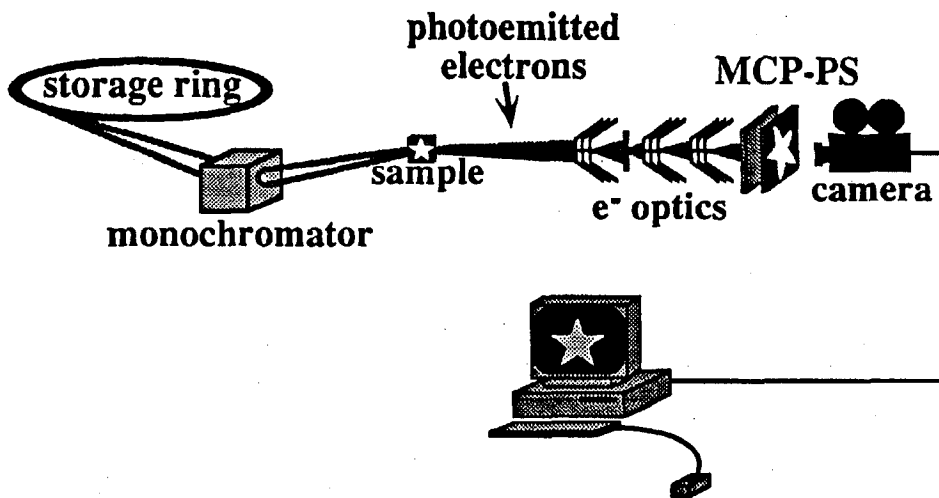 photoemitted
electrons
storage ring
MCP-PS
sample
e⁻ optics
camera
monochromator